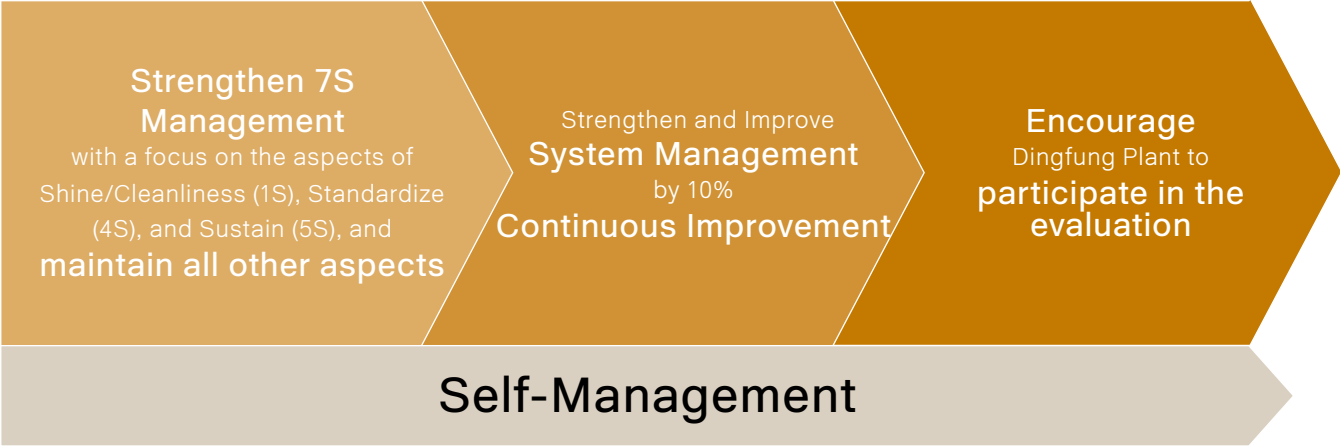 Strengthen 7S
Management
with a focus on the aspects of
Shine/Cleanliness (1S), Standardize
(4S), and Sustain (5S), and
maintain all other aspects
Strengthen and Improve
System Management
by 10%
Continuous Improvement
Encourage
Dingfung Plant to
participate in the
evaluation
Self-Management